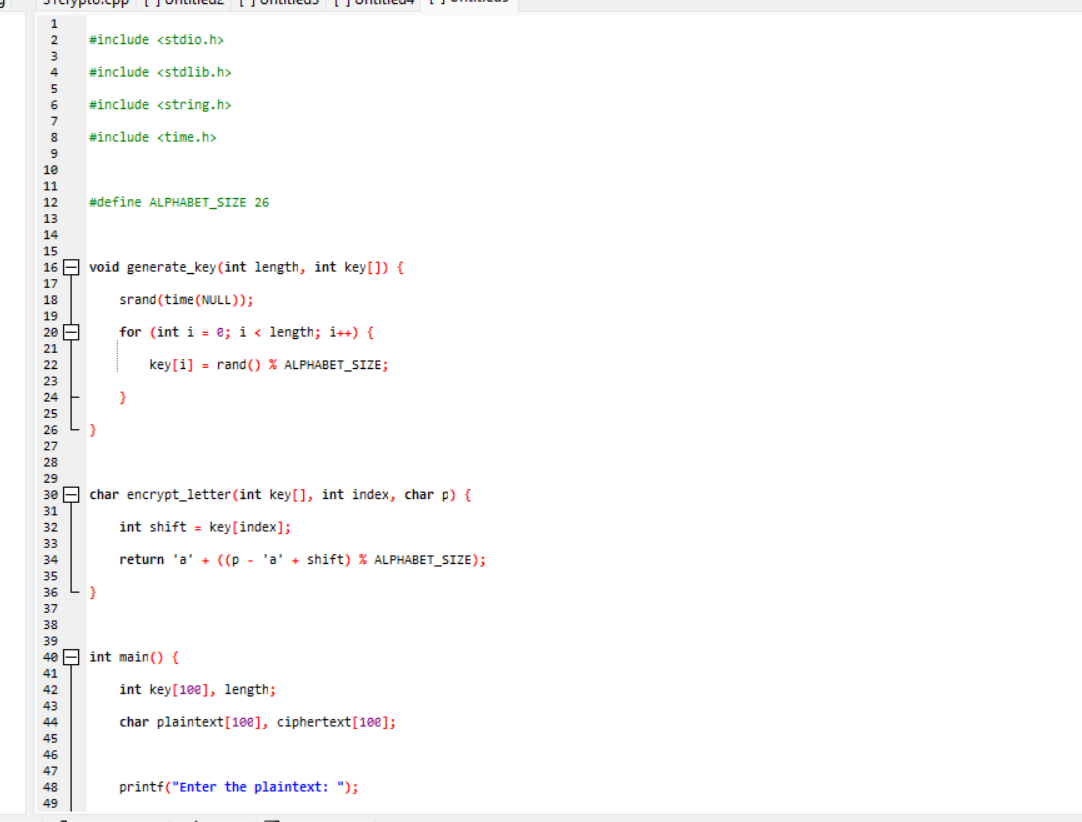 51crypto.cpp [ ] Untitled2 [ ] Untitled3 [ ] Untitled4 [ ]
1
2 #include <stdio.h>
3
4 #include <stdlib.h>
5
6 #include <string.h>
7
8 #include <time.h>
9
10
11
12 #define ALPHABET_SIZE 26
13
14
15
16 void generate_key(int length, int key[]) {
17
18 srand(time(NULL));
19
20 for (int i = 0; i < length; i++) {
21
22 key[i] = rand() % ALPHABET_SIZE;
23
24 }
25
26 }
27
28
29
30 char encrypt_letter(int key[], int index, char p) {
31
32 int shift = key[index];
33
34 return 'a' + ((p - 'a' + shift) % ALPHABET_SIZE);
35
36 }
37
38
39
40 int main() {
41
42 int key[100], length;
43
44 char plaintext[100], ciphertext[100];
45
46
47
48 printf("Enter the plaintext: ");
49